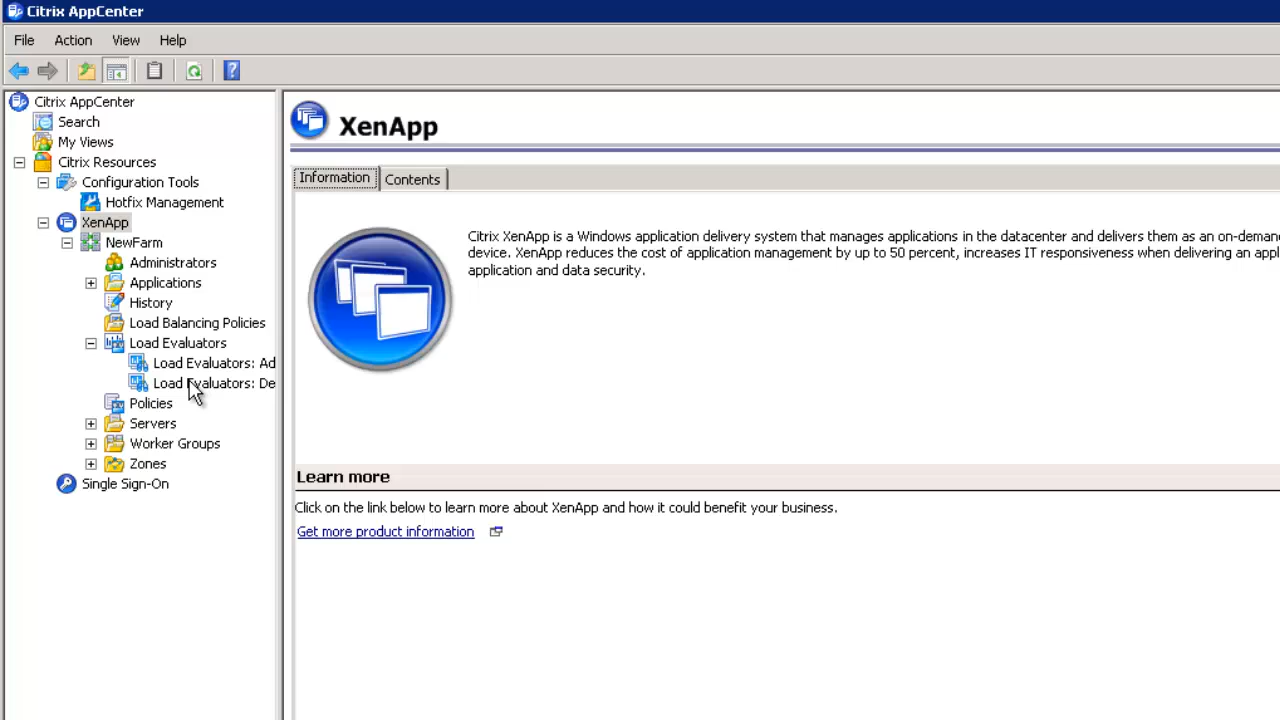 Citrix AppCenter
File Action View Help
Citrix AppCenter
Search
My Views
Citrix Resources
Configuration Tools
Hotfix Management
XenApp
NewFarm
Administrators
Applications
History
Load Balancing Policies
Load Evaluators
Load Evaluators: Ad
Load Evaluators: De
Policies
Servers
Worker Groups
Zones
Single Sign-On
XenApp
Information Contents
Citrix XenApp is a Windows application delivery system that manages applications in the datacenter and delivers them as an on-deman
device. XenApp reduces the cost of application management by up to 50 percent, increases IT responsiveness when delivering an appl
application and data security.
Learn more
Click on the link below to learn more about XenApp and how it could benefit your business.
Get more product information